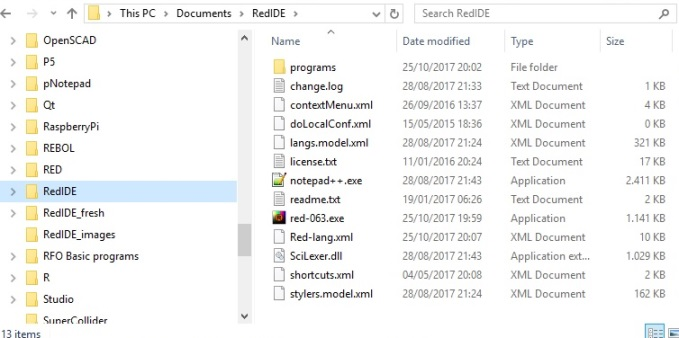 This PC > Documents > RedIDE >
Search RedIDE
OpenSCAD
P5
pNotepad
Qt
RaspberryPi
REBOL
RED
RedIDE
RedIDE_fresh
RedIDE_images
RFO Basic programs
R
Studio
SuperCollider
Name Date modified Type Size
programs 25/10/2017 20:02 File folder
change.log 28/08/2017 21:33 Text Document 1 KB
contextMenu.xml 26/09/2016 13:37 XML Document 4 KB
doLocalConf.xml 15/05/2015 18:36 XML Document 0 KB
langs.model.xml 28/08/2017 21:24 XML Document 321 KB
license.txt 11/01/2016 20:24 Text Document 17 KB
notepad++.exe 28/08/2017 21:43 Application 2.411 KB
readme.txt 19/01/2017 06:26 Text Document 2 KB
red-063.exe 25/10/2017 19:59 Application 1.141 KB
Red-lang.xml 25/10/2017 20:07 XML Document 10 KB
SciLexer.dll 28/08/2017 21:43 Application ext... 1.029 KB
shortcuts.xml 04/05/2017 20:08 XML Document 2 KB
stylers.model.xml 28/08/2017 21:24 XML Document 162 KB
13 items